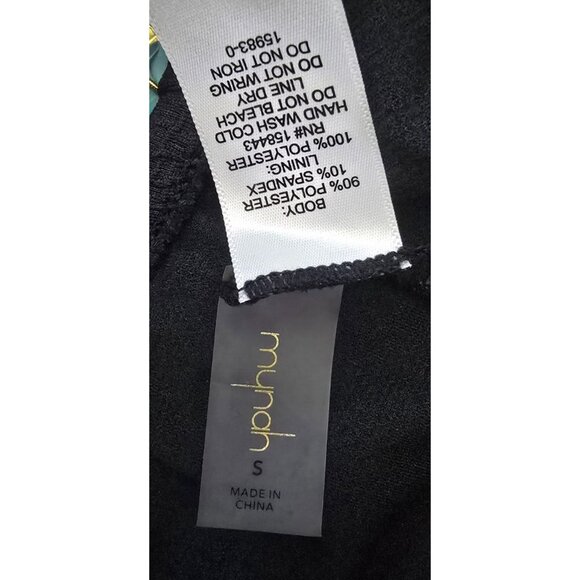 BODY:
90% POLYESTER
10% SPANDEX
LINING:
100% POLYESTER
RN# 158443
HAND WASH COLD
DO NOT BLEACH
LINE DRY
DO NOT WRING
DO NOT IRON
15983-0
mynah
S
MADE IN
CHINA